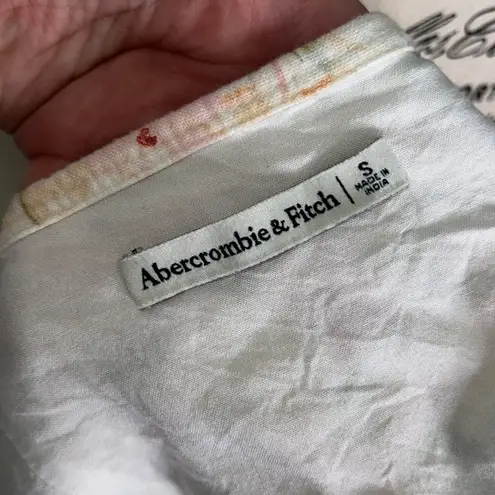 Abercrombie & Fitch | S
MADE IN
INDIA